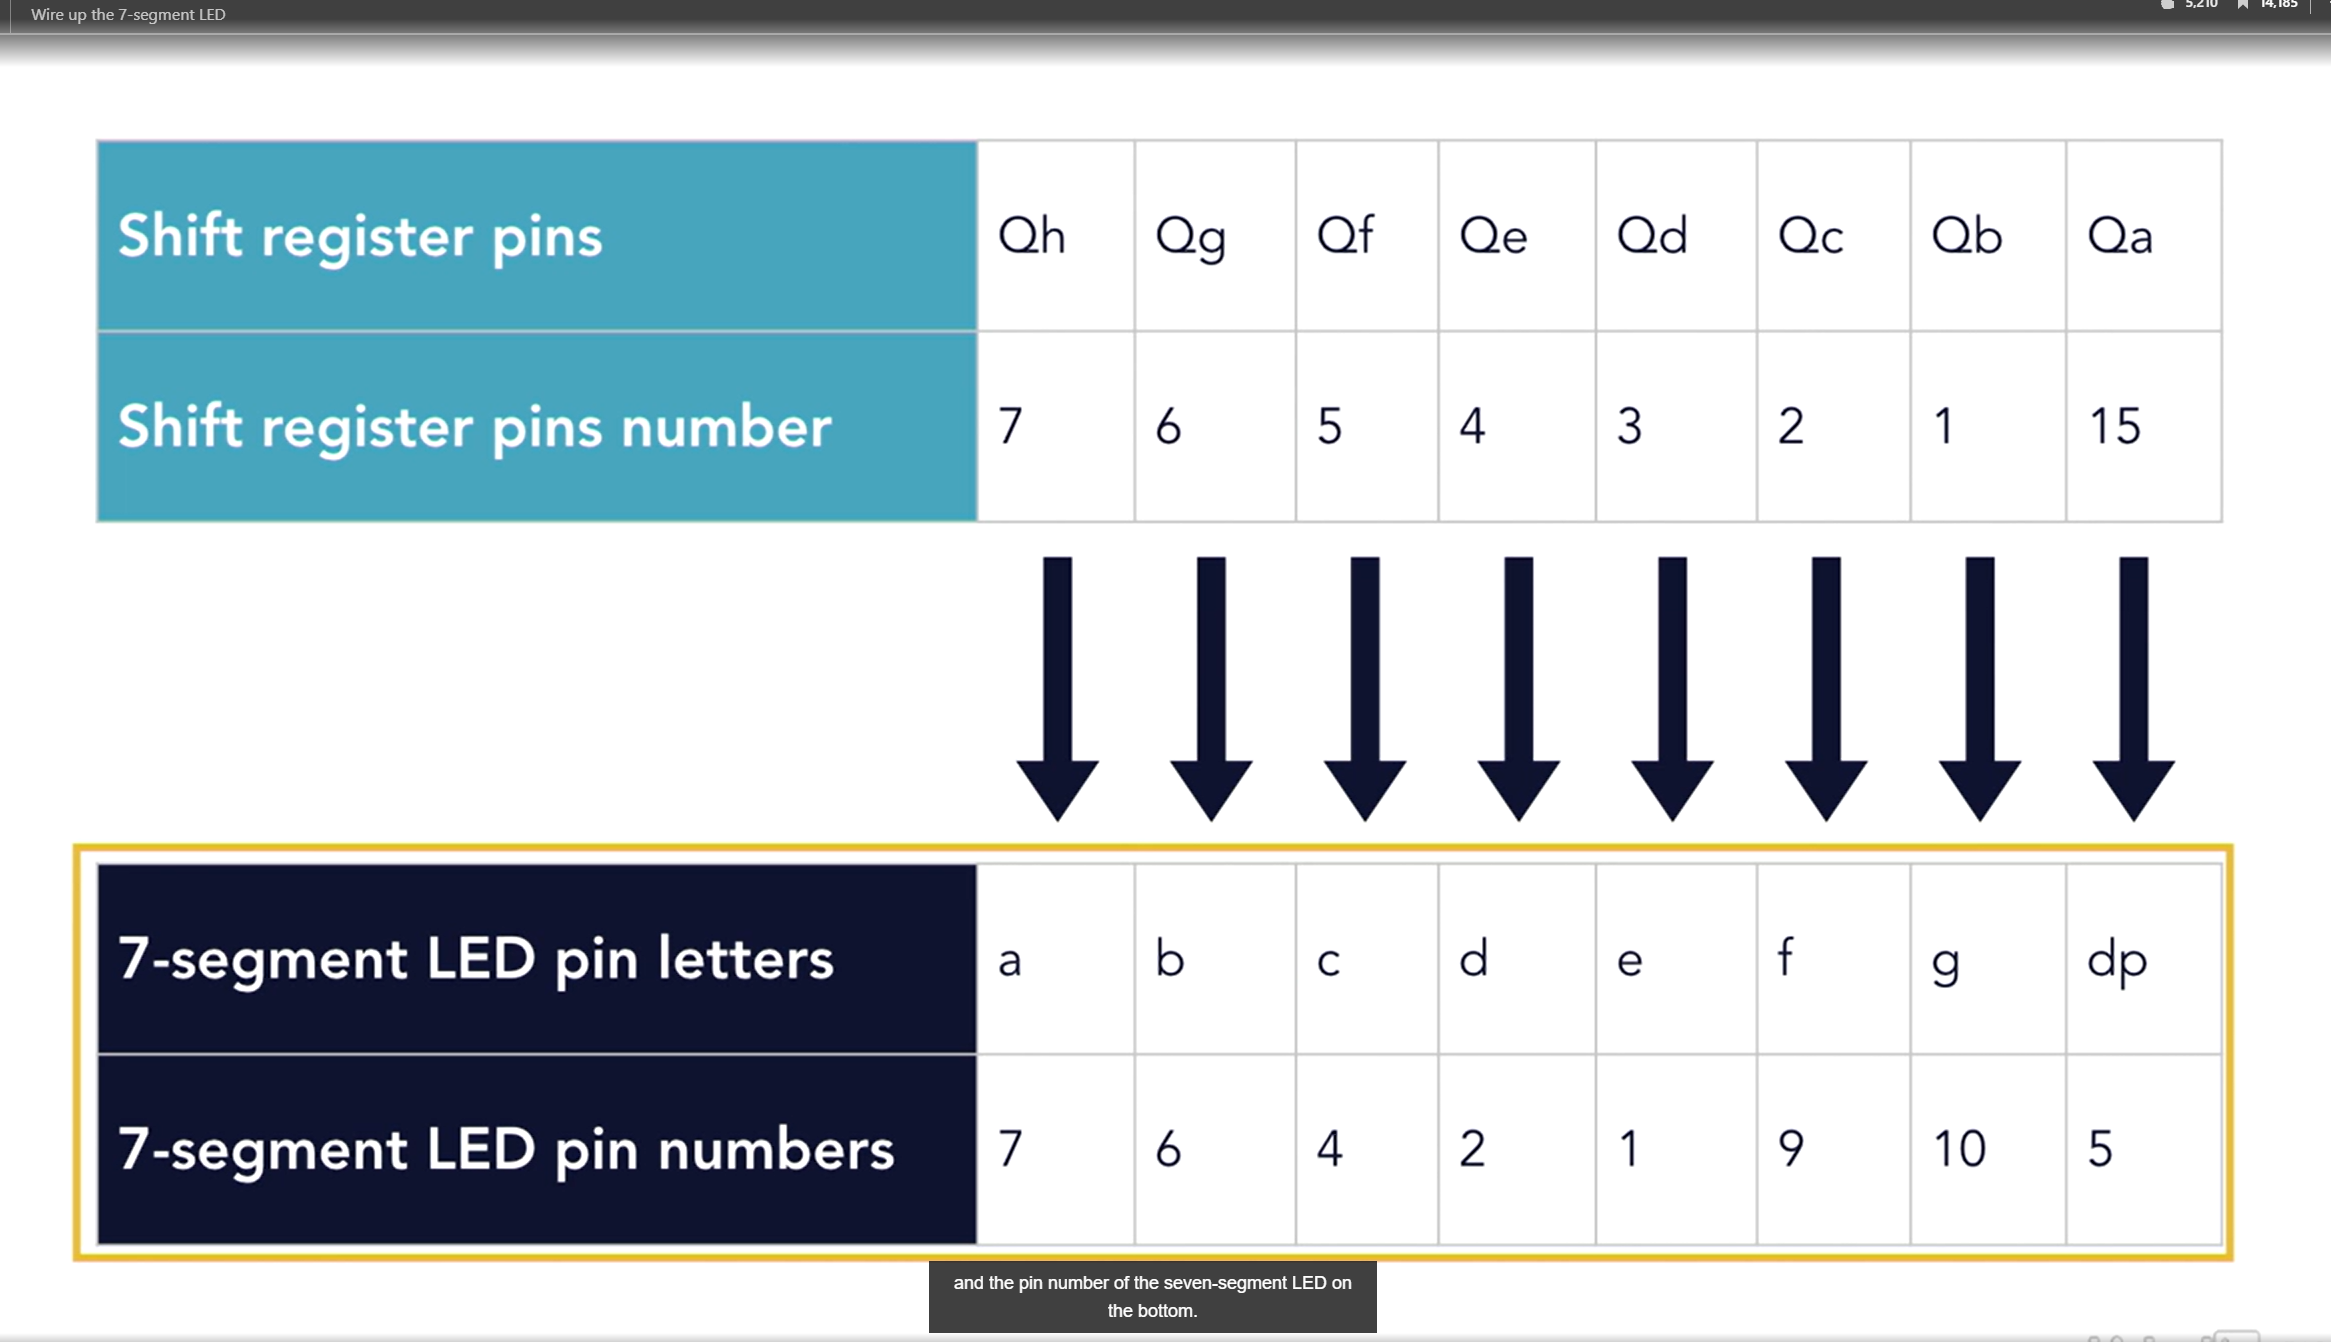 Wire up the 7-segment LED
5,210 14,185
Shift register pins Qh Qg Qf Qe Qd Qc Qb Qa
Shift register pins number 7 6 5 4 3 2 1 15
7-segment LED pin letters a b c d e f g dp
7-segment LED pin numbers 7 6 4 2 1 9 10 5
and the pin number of the seven-segment LED on
the bottom.